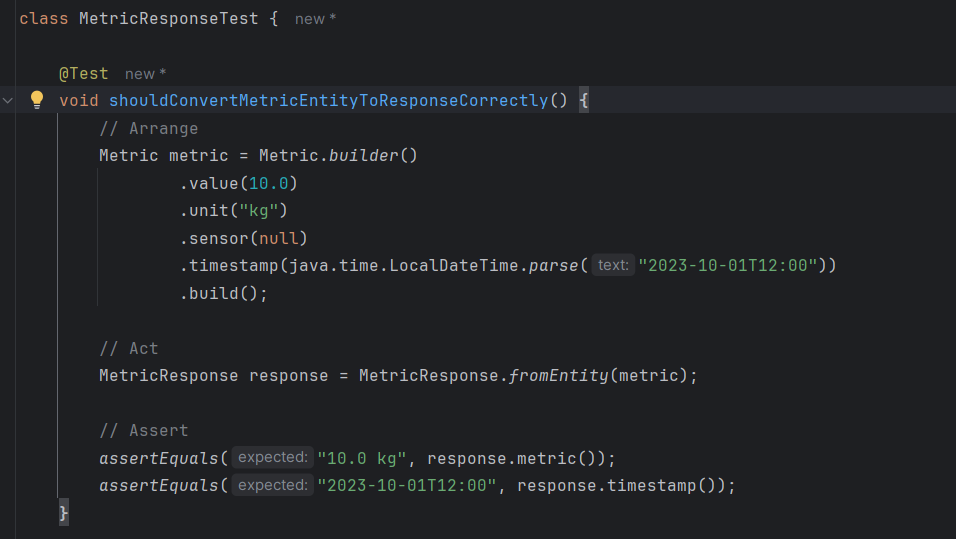 class MetricResponseTest { new *
@Test new *
void shouldConvertMetricEntityToResponseCorrectly() {
// Arrange
Metric metric = Metric.builder()
.value(10.0)
.unit("kg")
.sensor(null)
.timestamp(java.time.LocalDateTime.parse( text: "2023-10-01T12:00"))
.build();
// Act
MetricResponse response = MetricResponse.fromEntity(metric);
// Assert
assertEquals( expected: "10.0 kg", response.metric());
assertEquals( expected: "2023-10-01T12:00", response.timestamp());
}